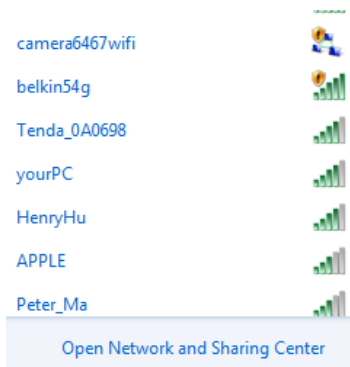 camera6467wifi
belkin54g
Tenda_0A0698
yourPC
HenryHu
APPLE
Peter_Ma
Open Network and Sharing Center